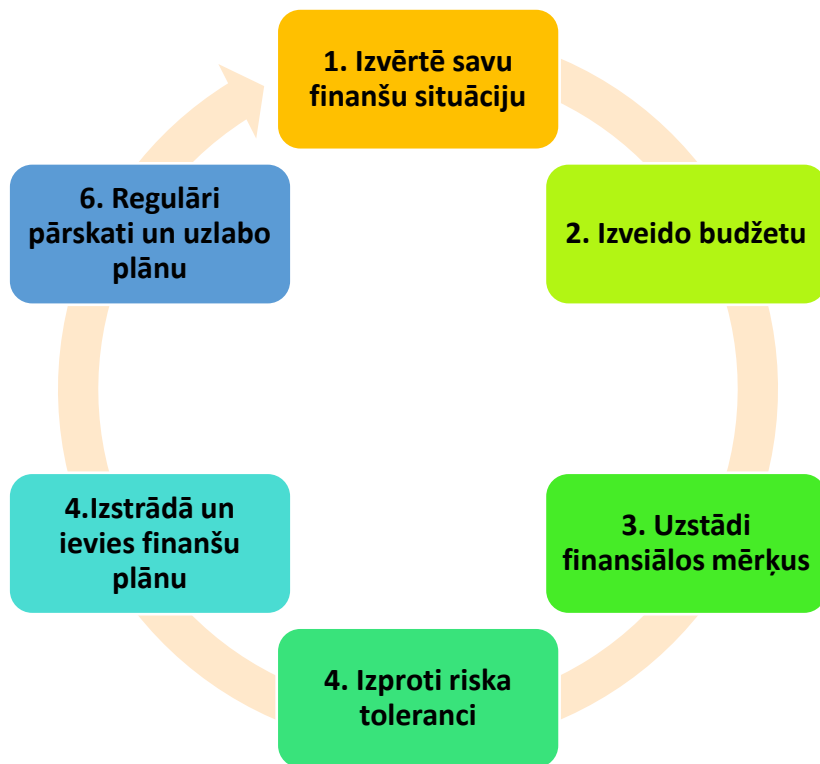 1. Izvērtē savu
finanšu situāciju
2. Izveido budžetu
3. Uzstādi
finansiālos mērķus
4. Izproti riska
toleranci
4.Izstrādā un
ievies finanšu
plānu
6. Regulāri
pārskati un uzlabo
plānu